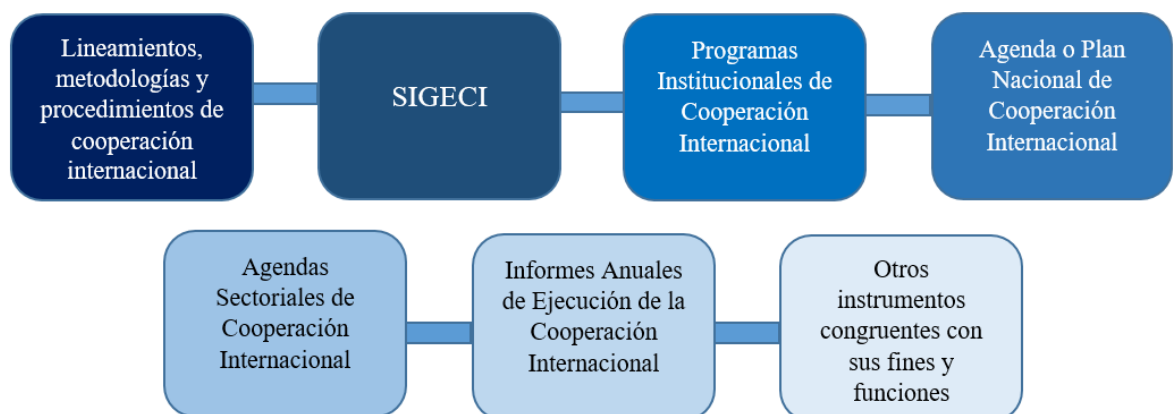 Lineamientos,
metodologías y
procedimientos de
cooperación
internacional
SIGECI
Programas
Institucionales de
Cooperación
Internacional
Agenda o Plan
Nacional de
Cooperación
Internacional
Agendas
Sectoriales de
Cooperación
Internacional
Informes Anuales
de Ejecución de la
Cooperación
Internacional
Otros
instrumentos
congruentes con
sus fines y
funciones